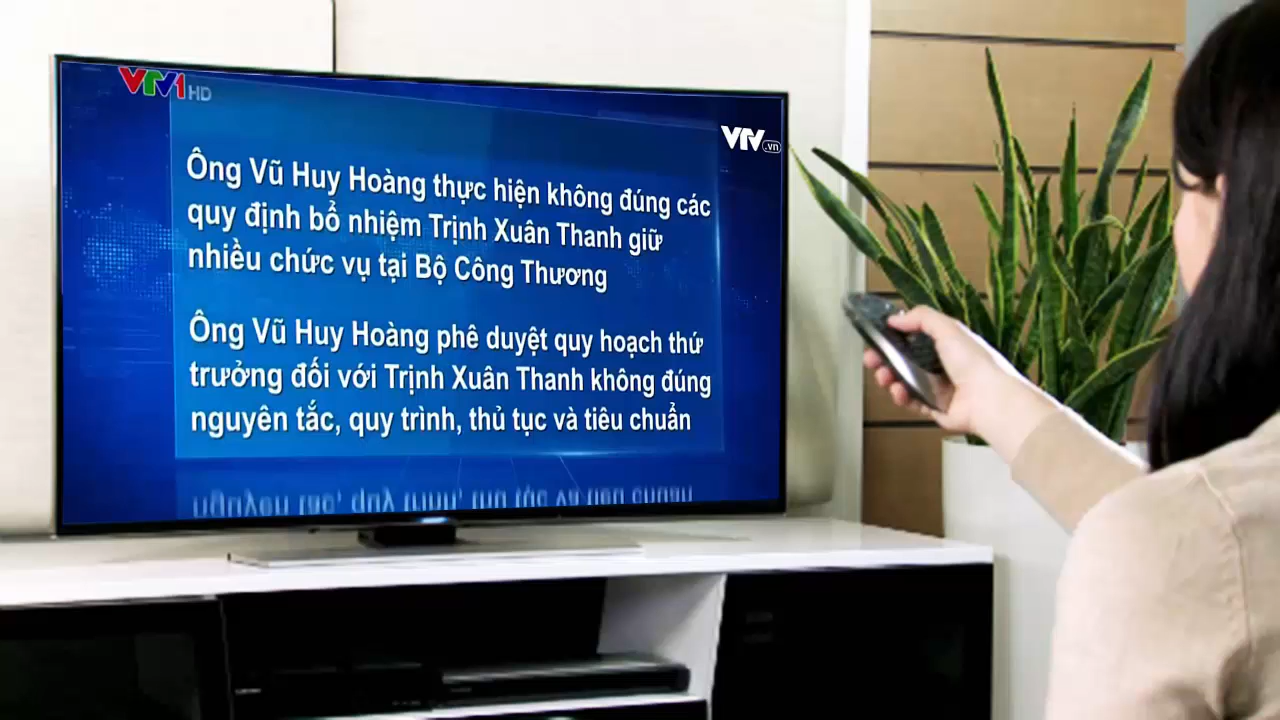 VTV1 HD
VTV.vn
Ông Vũ Huy Hoàng thực hiện không đúng các
quy định bổ nhiệm Trịnh Xuân Thanh giữ
nhiều chức vụ tại Bộ Công Thương
Ông Vũ Huy Hoàng phê duyệt quy hoạch thứ
trưởng đối với Trịnh Xuân Thanh không đúng
nguyên tắc, quy trình, thủ tục và tiêu chuẩn